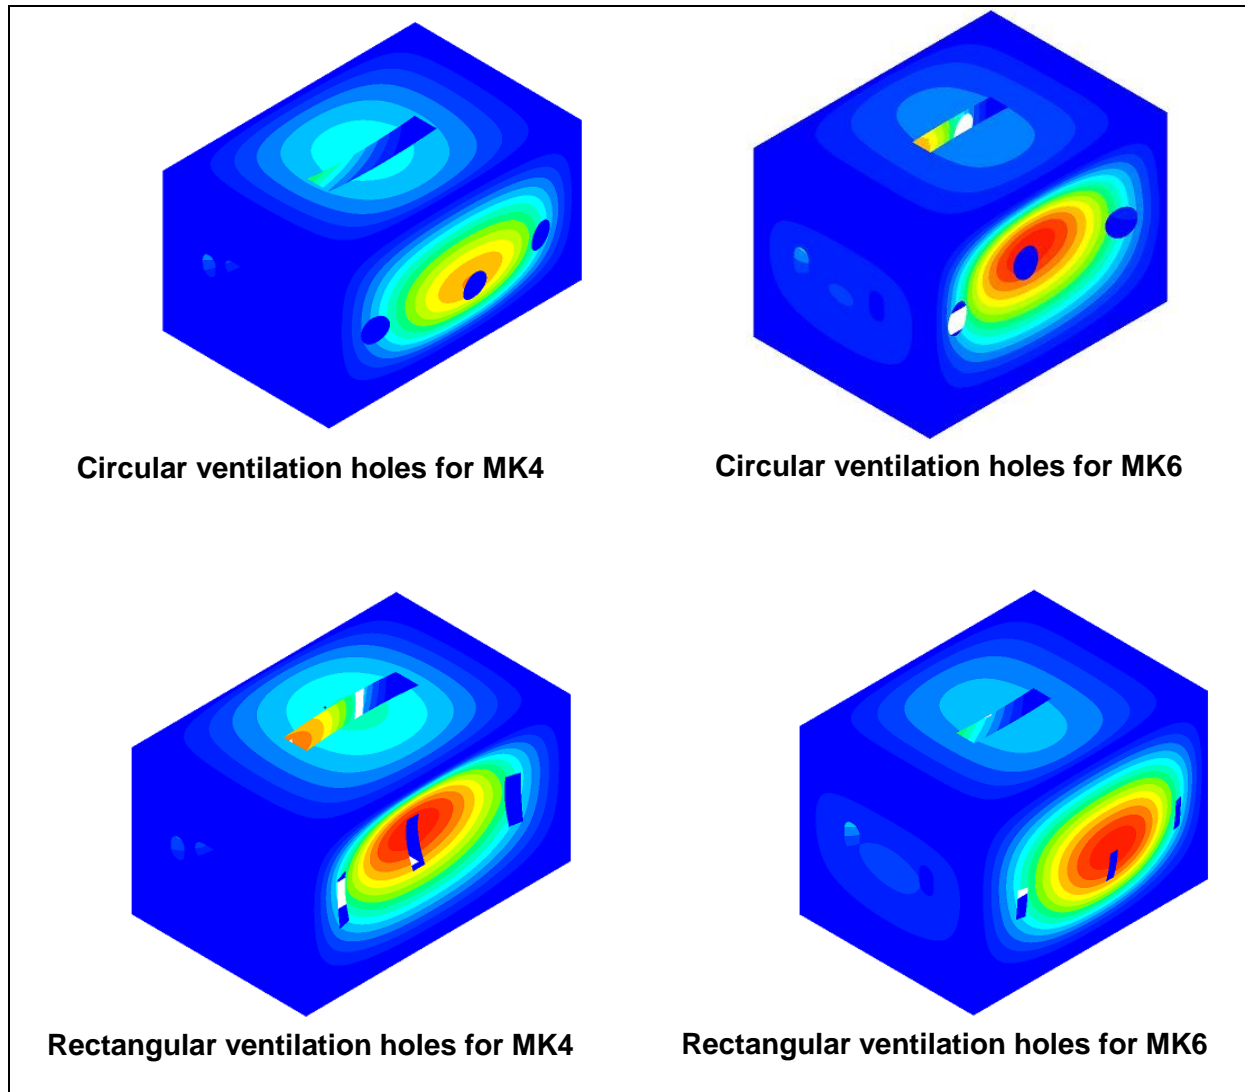 Circular ventilation holes for MK4
Circular ventilation holes for MK6
Rectangular ventilation holes for MK4
Rectangular ventilation holes for MK6